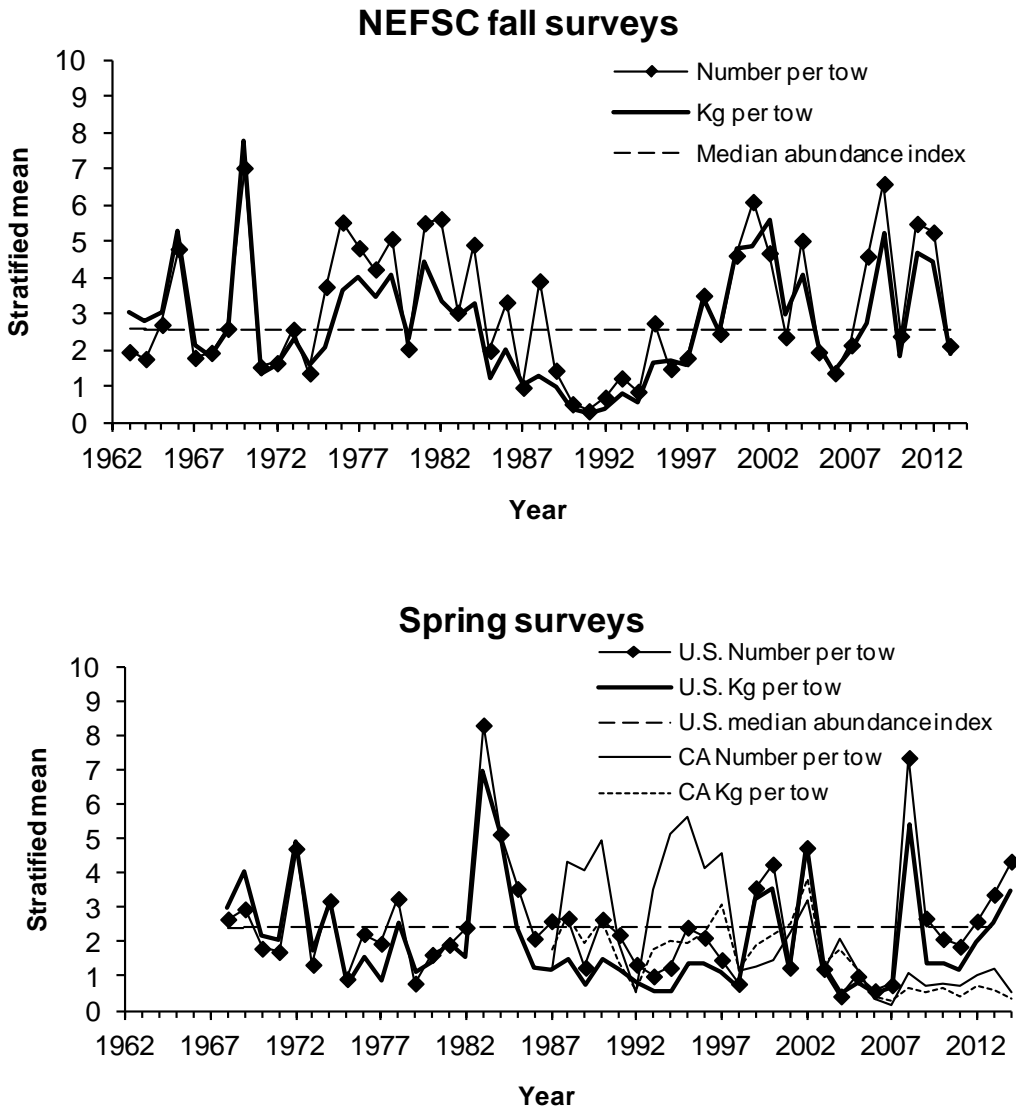 NEFSC fall surveys
10
9
8
7
6
5
4
3
2
1
0
Stratified mean
Number per tow
Kg per tow
Median abundance index
1962 1967 1972 1977 1982 1987 1992 1997 2002 2007 2012
Year
Spring surveys
10
9
8
7
6
5
4
3
2
1
0
Stratified mean
U.S. Number per tow
U.S. Kg per tow
U.S. median abundance index
CA Number per tow
CA Kg per tow
1962 1967 1972 1977 1982 1987 1992 1997 2002 2007 2012
Year